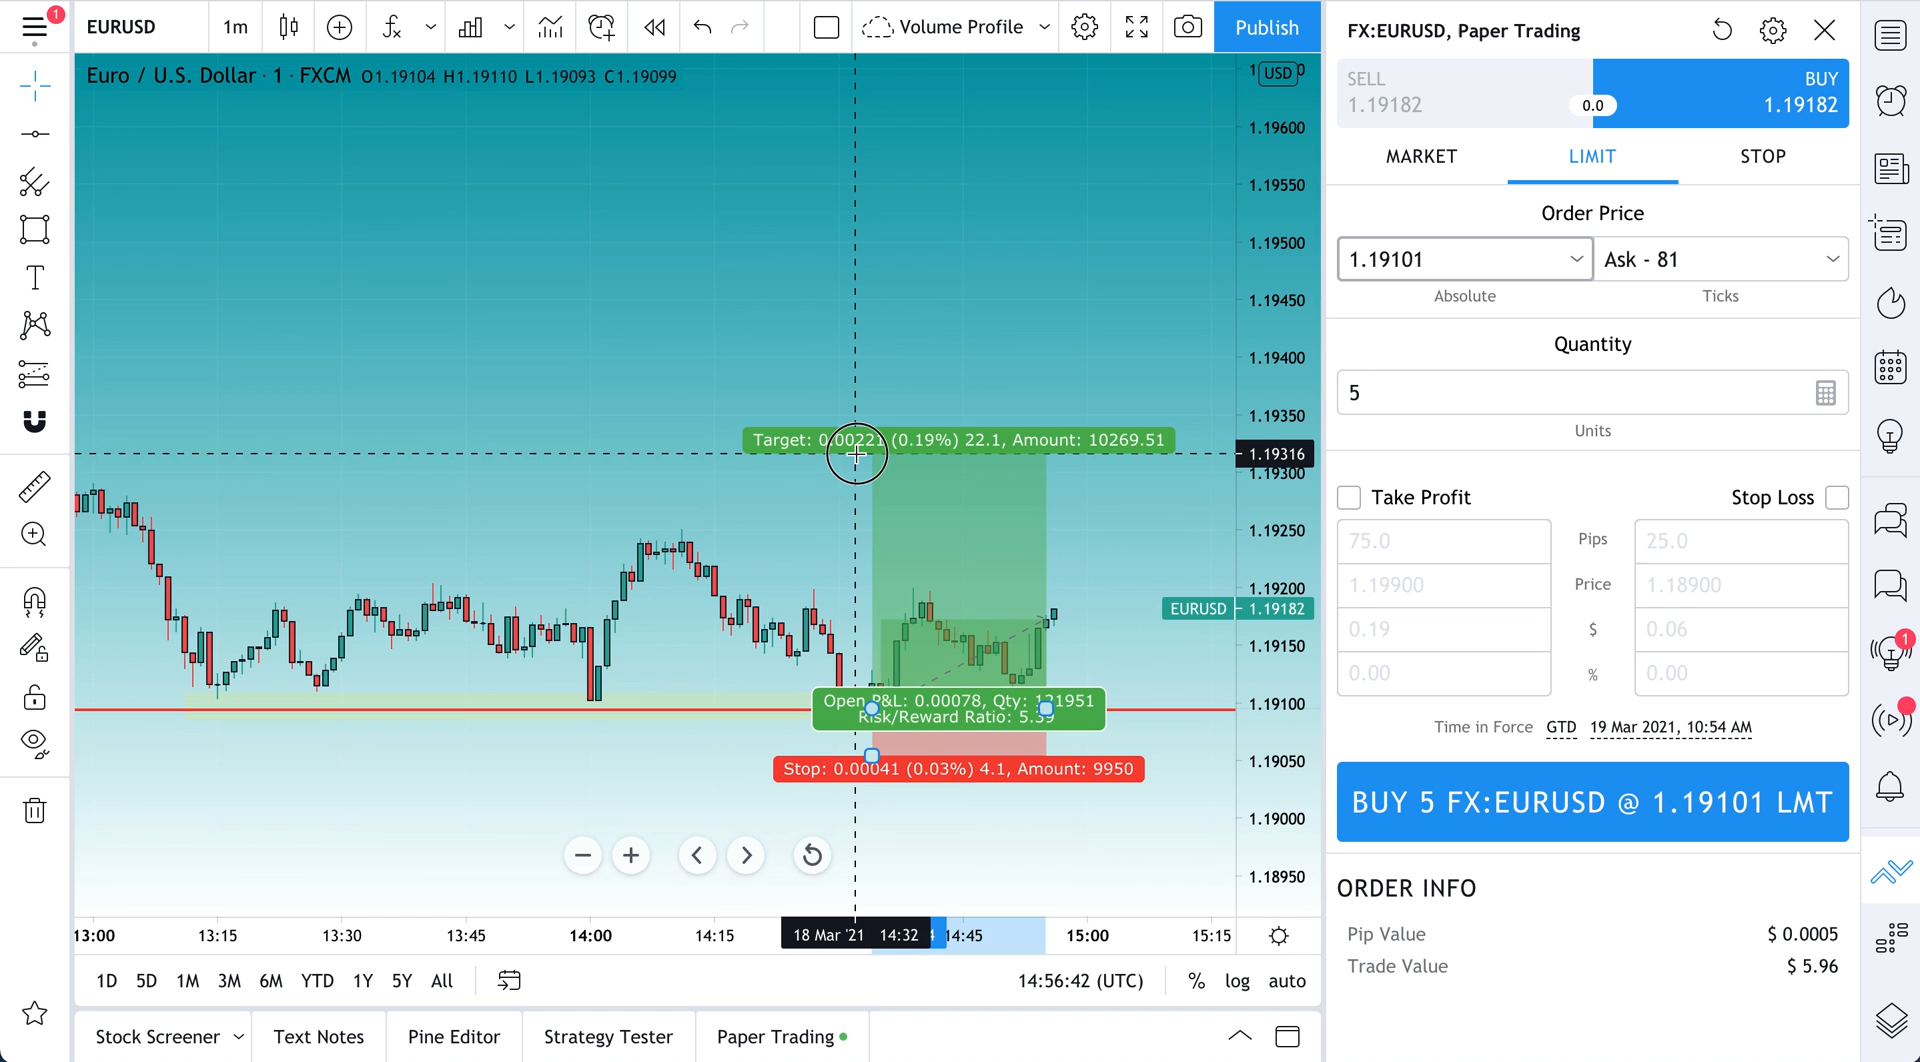 1
EURUSD
1m
Volume Profile
Publish
Euro / U.S. Dollar · 1 · FXCM O1.19104 H1.19110 L1.19093 C1.19099
USD
1.19600
1.19550
1.19500
1.19450
1.19400
1.19350
Target: 0.00221 (0.19%) 22.1, Amount: 10269.51
1.19316
1.19300
1.19250
1.19200
EURUSD 1.19182
1.19150
Open P&L: 0.00078, Qty: 121951
Risk/Reward Ratio: 5.39
1.19100
1.19050
Stop: 0.00041 (0.03%) 4.1, Amount: 9950
1.19000
1.18950
13:00 13:15 13:30 13:45 14:00 14:15 18 Mar '21 14:32 14:45 15:00 15:15
1D 5D 1M 3M 6M YTD 1Y 5Y All 14:56:42 (UTC) % log auto
Stock Screener Text Notes Pine Editor Strategy Tester Paper Trading
FX:EURUSD, Paper Trading
SELL
1.19182
0.0
BUY
1.19182
MARKET LIMIT STOP
Order Price
1.19101 Ask - 81
Absolute Ticks
Quantity
5
Units
Take Profit Stop Loss
75.0 Pips 25.0
1.19900 Price 1.18900
0.19 $ 0.06
0.00 % 0.00
Time in Force GTD 19 Mar 2021, 10:54 AM
BUY 5 FX:EURUSD @ 1.19101 LMT
ORDER INFO
Pip Value $ 0.0005
Trade Value $ 5.96
1